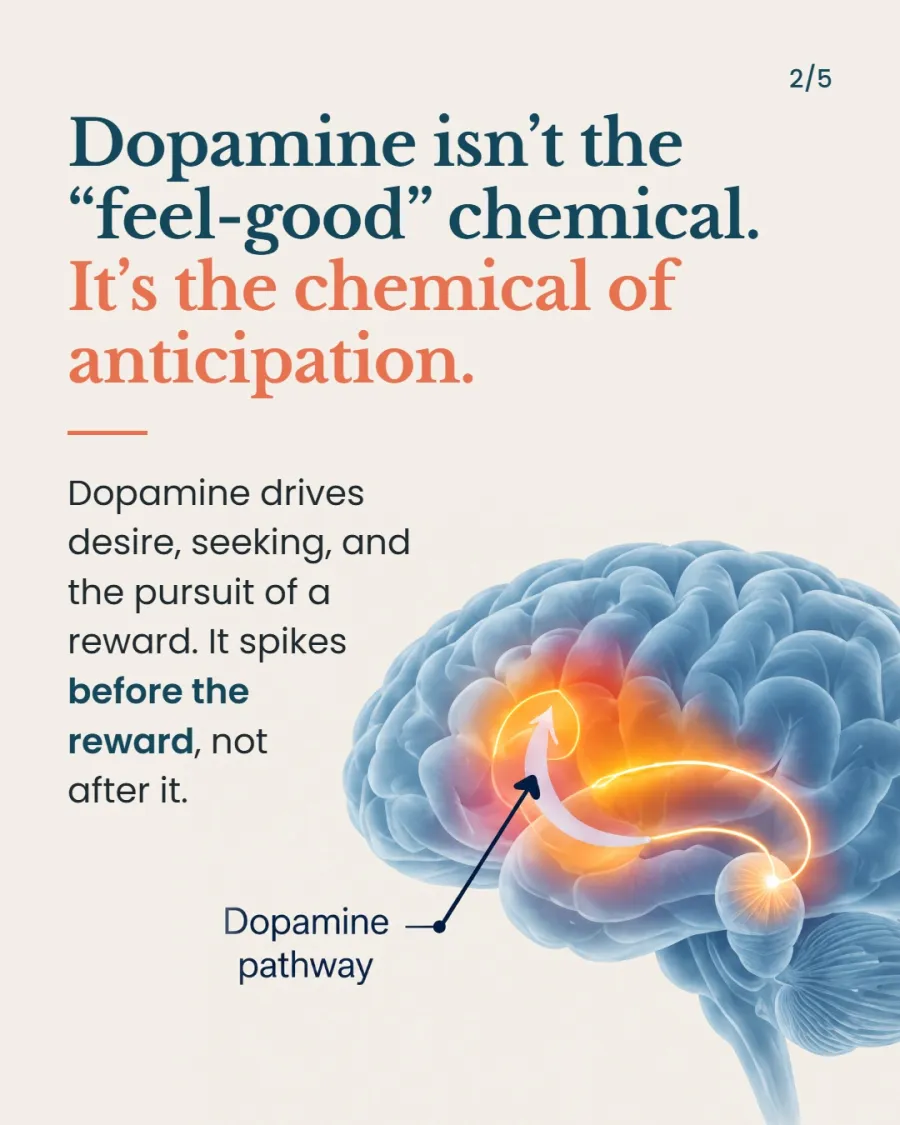 2/5
Dopamine isn’t the
“feel-good” chemical.
It’s the chemical of
anticipation.
Dopamine drives
desire, seeking, and
the pursuit of a
reward. It spikes
before the
reward, not
after it.
Dopamine
pathway